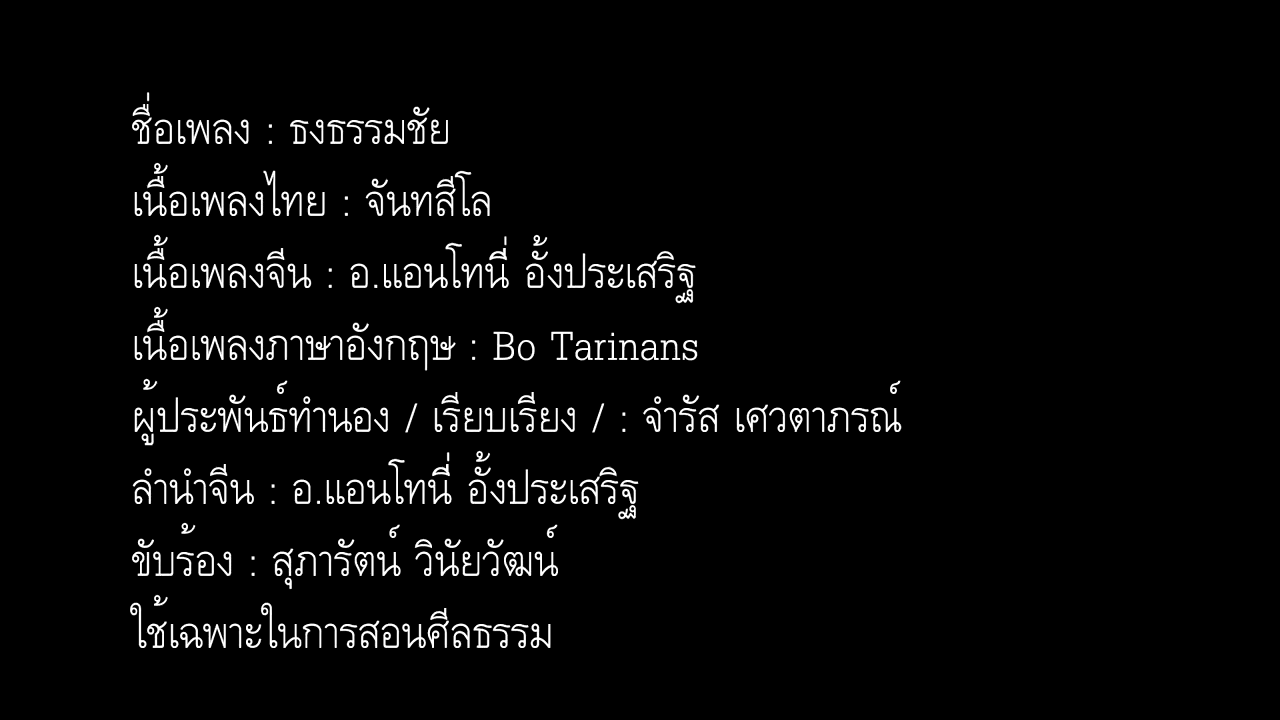 ชื่อเพลง : ธงธรรมชัย
เนื้อเพลงไทย : จันทสีโล
เนื้อเพลงจีน : อ.แอนโทนี่ อั้งประเสริฐ
เนื้อเพลงภาษาอังกฤษ : Bo Tarinans
ผู้ประพันธ์ทำนอง / เรียบเรียง / : จำรัส เศวตาภรณ์
ลำนำจีน : อ.แอนโทนี่ อั้งประเสริฐ
ขับร้อง : สุภารัตน์ วินัยวัฒน์
ใช้เฉพาะในการสอนศีลธรรม